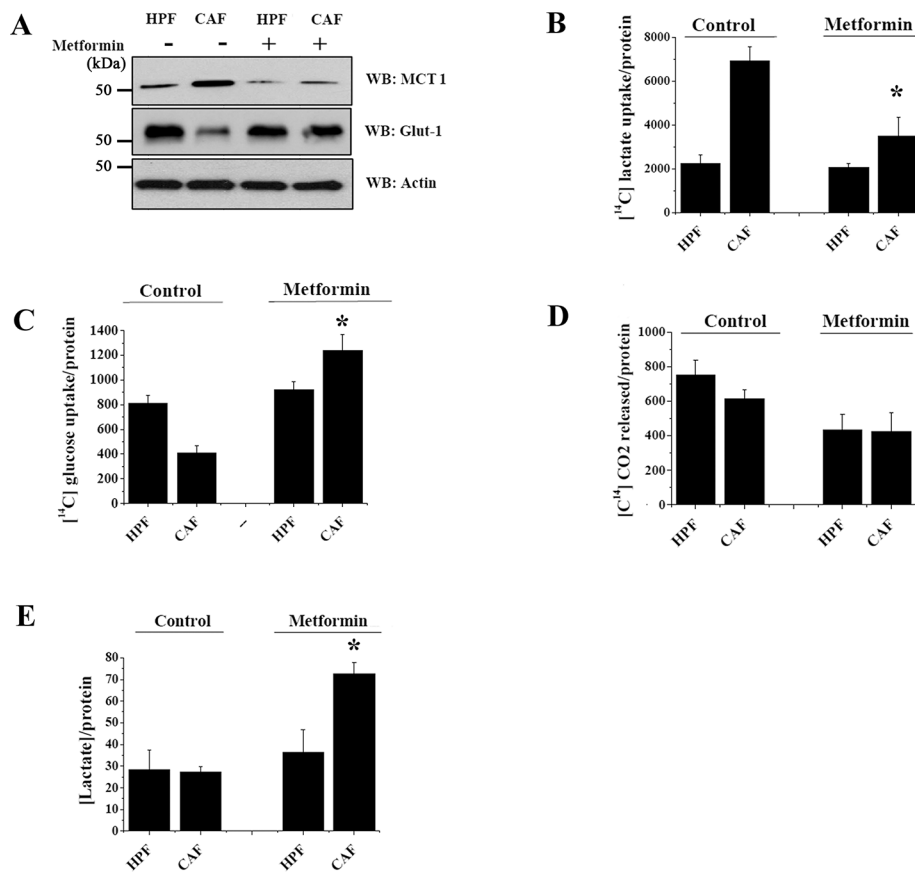 A
HPF CAF HPF CAF
Metformin - - + +
(kDa)
50 WB: MCT 1
50 WB: Glut-1
WB: Actin
B
Control Metformin
[¹⁴C] lactate uptake/protein
8000
6000
4000
2000
0
*
HPF CAF HPF CAF
C
Control Metformin
[¹⁴C] glucose uptake/protein
1400
1200
1000
800
600
400
200
0
*
HPF CAF - HPF CAF
D
Control Metformin
[C¹⁴] CO2 released/protein
1000
800
600
400
200
0
HPF CAF HPF CAF
E
Control Metformin
[Lactate]/protein
80
70
60
50
40
30
20
10
0
*
HPF CAF HPF CAF